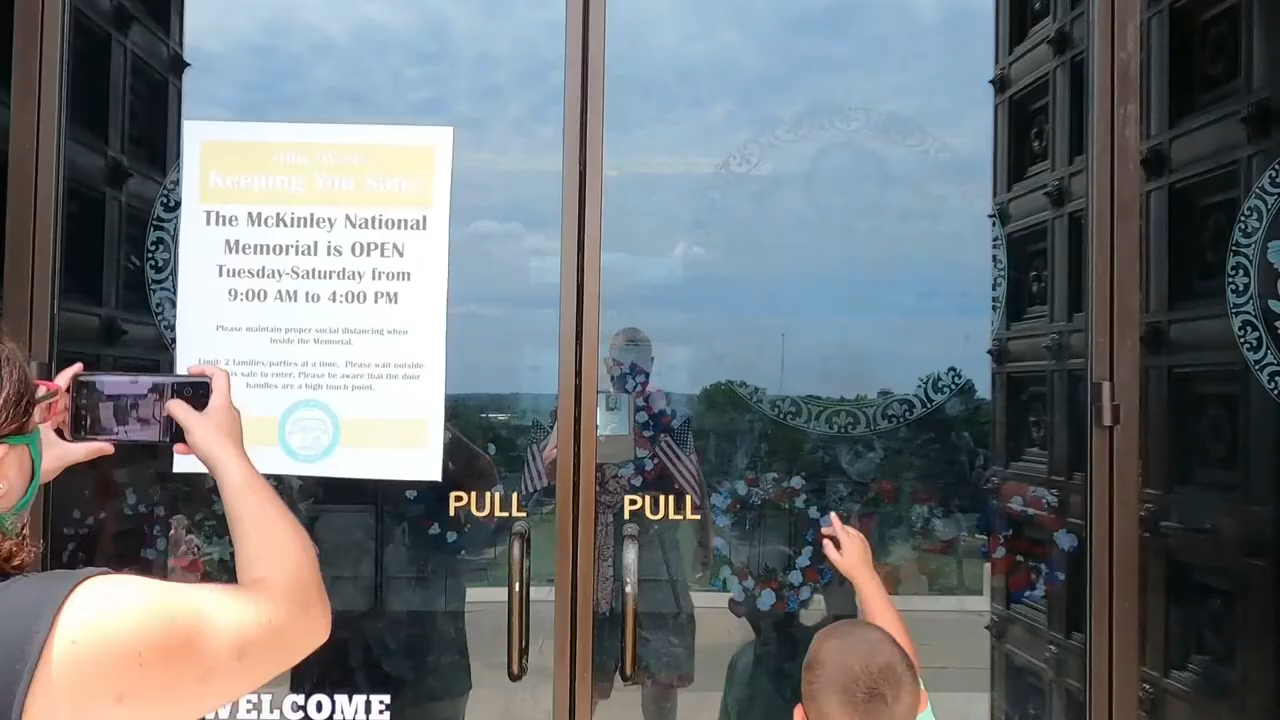 Keeping You Safe
The McKinley National
Memorial is OPEN
Tuesday-Saturday from
9:00 AM to 4:00 PM
Please maintain proper social distancing when
inside the Memorial.
Limit: 2 families/parties at a time. Please wait outside
is safe to enter. Please be aware that the door
handles are a high touch point.
PULL
PULL
WELCOME